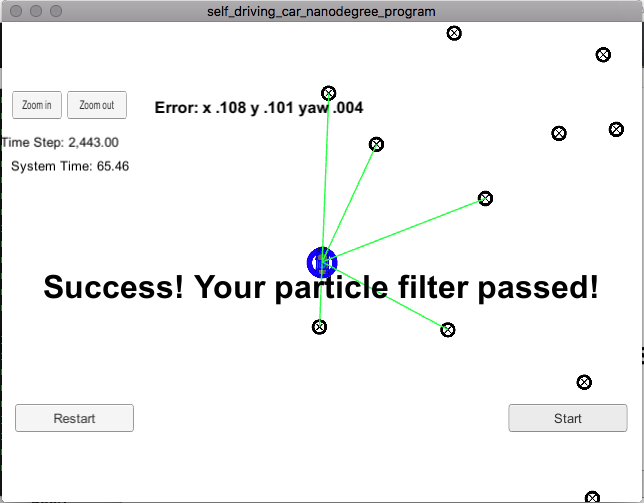 self_driving_car_nanodegree_program
Zoom in
Zoom out
Error: x .108 y .101 yaw .004
Time Step: 2,443.00
System Time: 65.46
Success! Your particle filter passed!
Restart
Start